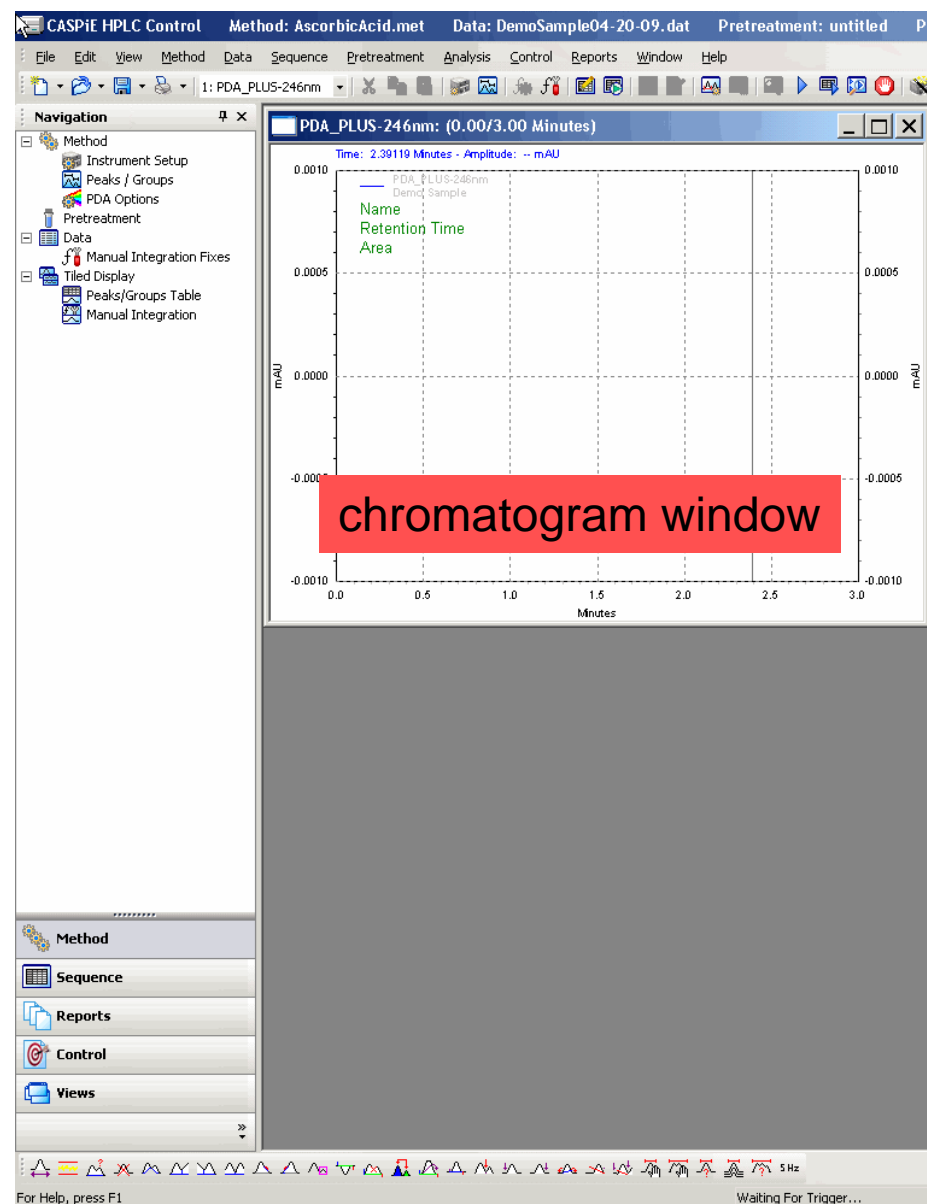 CASPiE HPLC Control Method: AscorbicAcid.met Data: DemoSample04-20-09.dat Pretreatment: untitled P
File Edit View Method Data Sequence Pretreatment Analysis Control Reports Window Help
1: PDA_PLUS-246nm
Navigation
Method
Instrument Setup
Peaks / Groups
PDA Options
Pretreatment
Data
Manual Integration Fixes
Tiled Display
Peaks/Groups Table
Manual Integration
PDA_PLUS-246nm: (0.00/3.00 Minutes)
Time: 2.39119 Minutes - Amplitude: -- mAU
PDA_PLUS-246nm
Demo Sample
Name
Retention Time
Area
0.0010 0.0010
0.0005 0.0005
mAU 0.0000 0.0000 mAU
-0.0005 -0.0005
chromatogram window
-0.0010 -0.0010
0.0 0.5 1.0 1.5 2.0 2.5 3.0
Minutes
Method
Sequence
Reports
Control
Views
5 Hz
For Help, press F1 Waiting For Trigger...